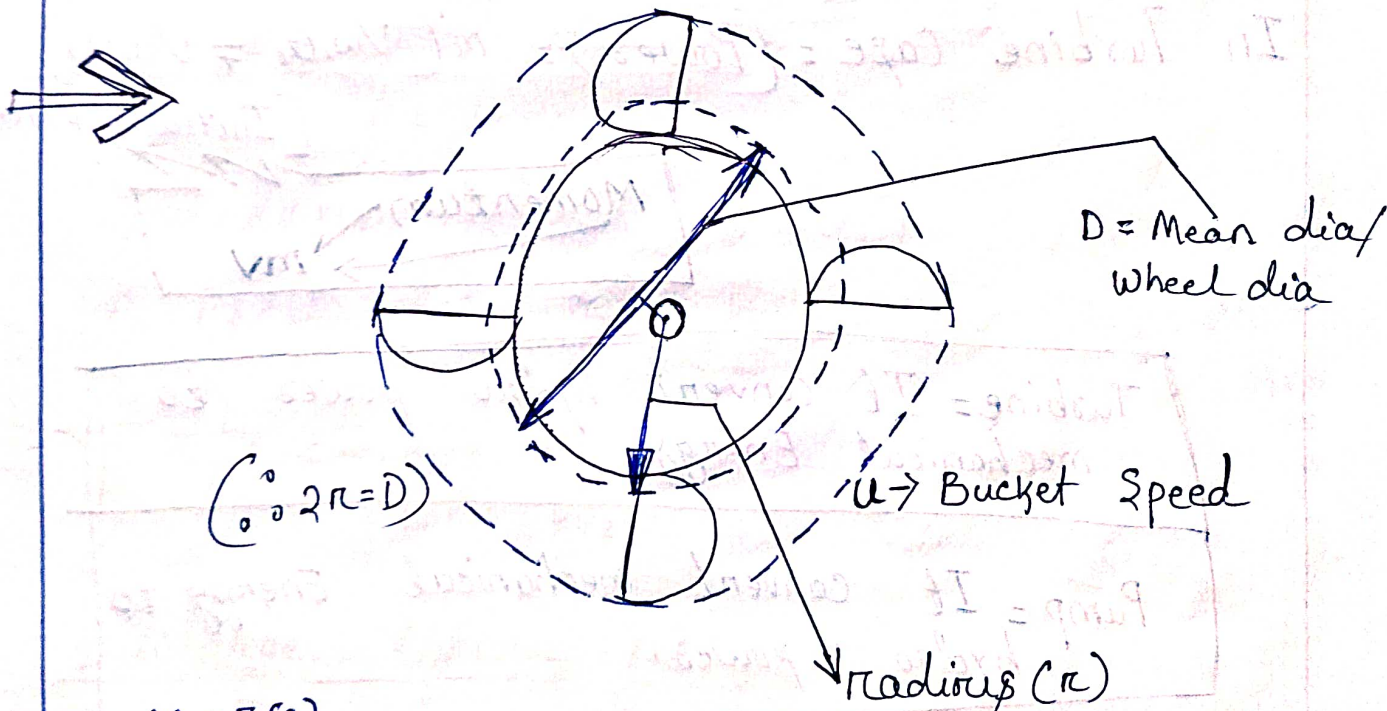 D = Mean dia/
wheel dia
(∴ 2r = D)
u → Bucket Speed
radius (r)